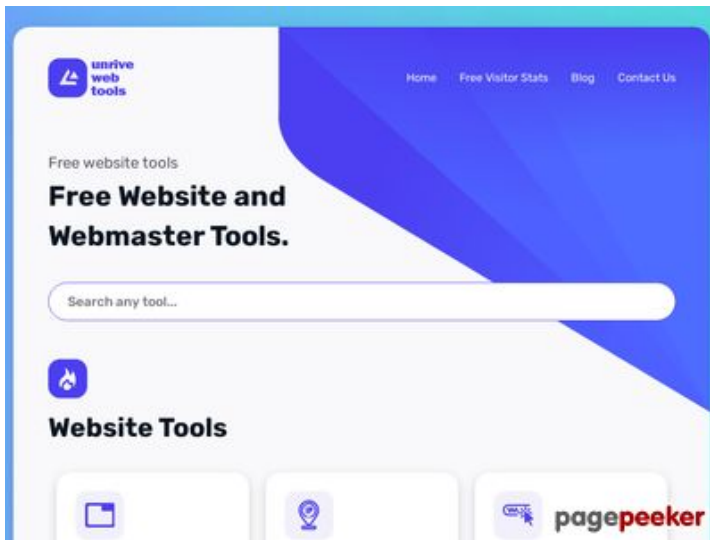 unrive
web
tools
Home Free Visitor Stats Blog Contact Us
Free website tools
Free Website and
Webmaster Tools.
Search any tool...
Website Tools
pagepeeker